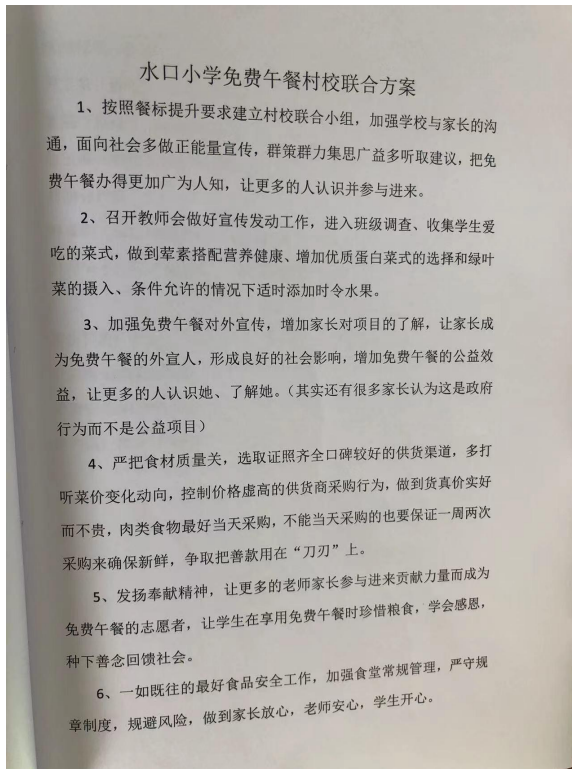 水口小学免费午餐村校联合方案
1、按照餐标提升要求建立村校联合小组，加强学校与家长的沟
通，面向社会多做正能量宣传，群策群力集思广益多听取建议，把免
费午餐办得更加广为人知，让更多的人认识并参与进来。
2、召开教师会做好宣传发动工作，进入班级调查、收集学生爱
吃的菜式，做到荤素搭配营养健康、增加优质蛋白菜式的选择和绿叶
菜的摄入、条件允许的情况下适时添加时令水果。
3、加强免费午餐对外宣传，增加家长对项目的了解，让家长成
为免费午餐的外宣人，形成良好的社会影响，增加免费午餐的公益效
益，让更多的人认识她、了解她。（其实还有很多家长认为这是政府
行为而不是公益项目）
4、严把食材质量关，选取证照齐全口碑较好的供货渠道，多打
听菜价变化动向，控制价格虚高的供货商采购行为，做到货真价实好
而不贵，肉类食物最好当天采购，不能当天采购的也要保证一周两次
采购来确保新鲜，争取把善款用在“刀刃”上。
5、发扬奉献精神，让更多的老师家长参与进来贡献力量而成为
免费午餐的志愿者，让学生在享用免费午餐时珍惜粮食，学会感恩，
种下善念回馈社会。
6、一如既往的最好食品安全工作，加强食堂常规管理，严守规
章制度，规避风险，做到家长放心，老师安心，学生开心。